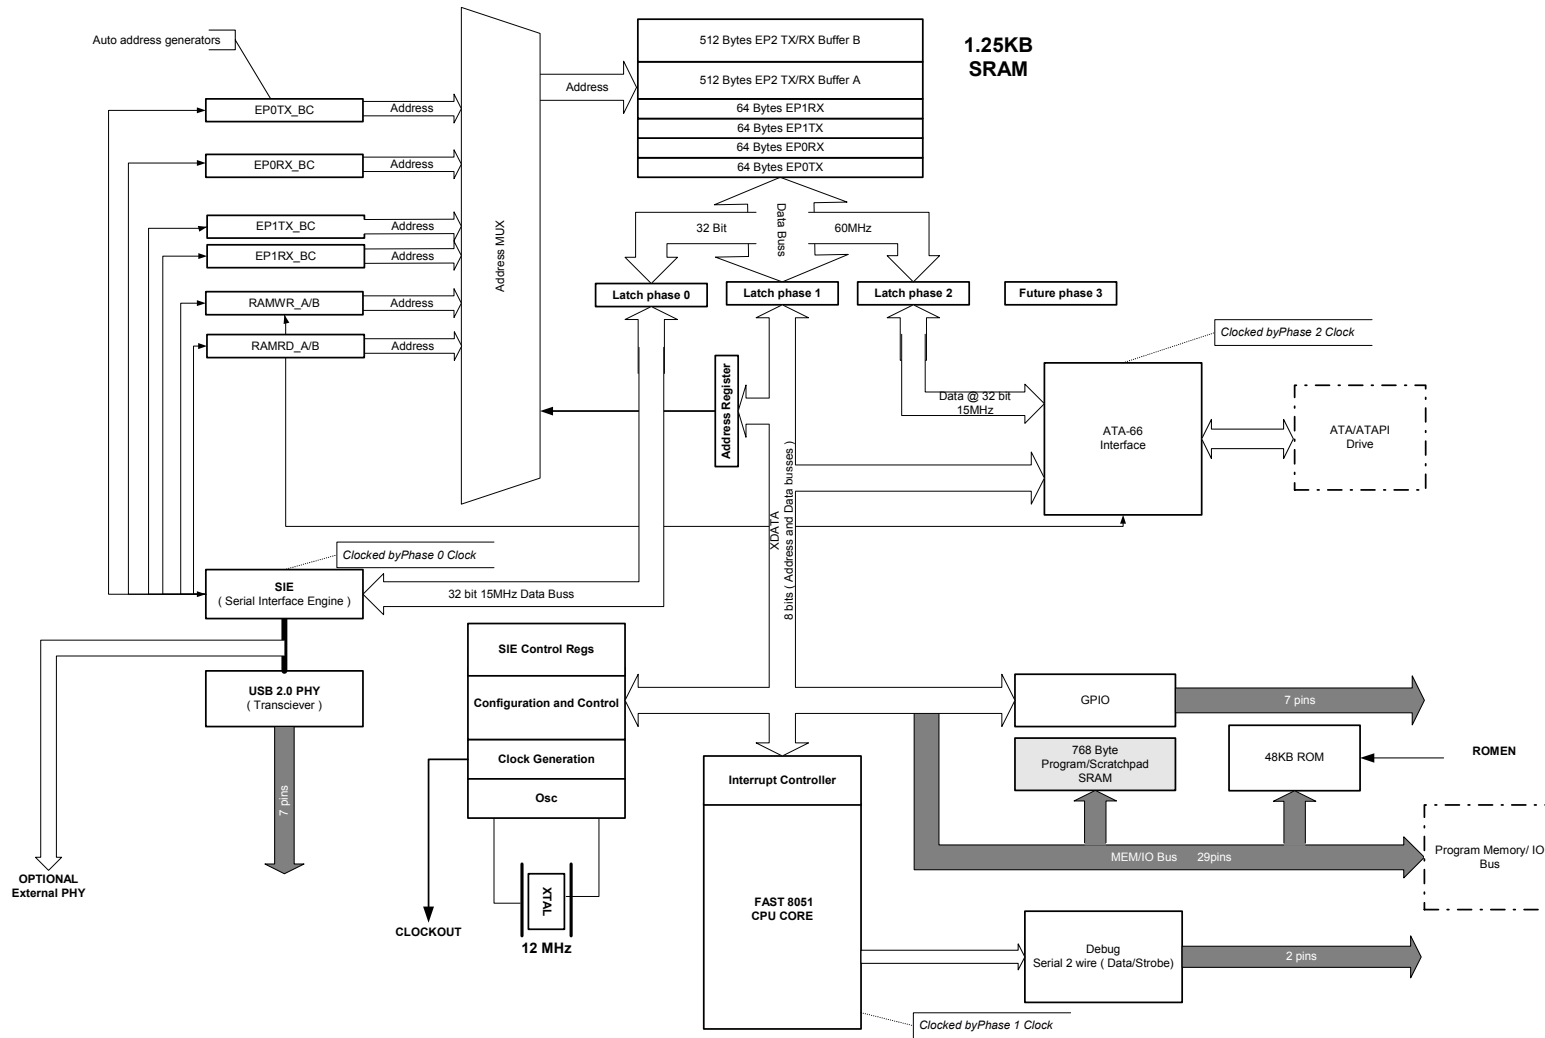 Auto address generators
EP0TX_BC
EP0RX_BC
EP1TX_BC
EP1RX_BC
RAMWR_A/B
RAMRD_A/B
Address
Address
Address
Address
Address
Address
Address MUX
Address
512 Bytes EP2 TX/RX Buffer B
512 Bytes EP2 TX/RX Buffer A
64 Bytes EP1RX
64 Bytes EP1TX
64 Bytes EP0RX
64 Bytes EP0TX
1.25KB
SRAM
32 Bit
Data Buss
60MHz
Latch phase 0
Latch phase 1
Latch phase 2
Future phase 3
Address Register
Clocked byPhase 2 Clock
Data @ 32 bit
15MHz
ATA-66
Interface
ATA/ATAPI
Drive
XDATA
8 bits ( Address and Data busses )
Clocked byPhase 0 Clock
SIE
( Serial Interface Engine )
32 bit 15MHz Data Buss
USB 2.0 PHY
( Transciever )
7 pins
OPTIONAL
External PHY
SIE Control Regs
Configuration and Control
Clock Generation
Osc
XTAL
12 MHz
CLOCKOUT
Interrupt Controller
FAST 8051
CPU CORE
GPIO
7 pins
768 Byte
Program/Scratchpad
SRAM
48KB ROM
ROMEN
MEM/IO Bus 29pins
Program Memory/ IO
Bus
Debug
Serial 2 wire ( Data/Strobe)
2 pins
Clocked byPhase 1 Clock